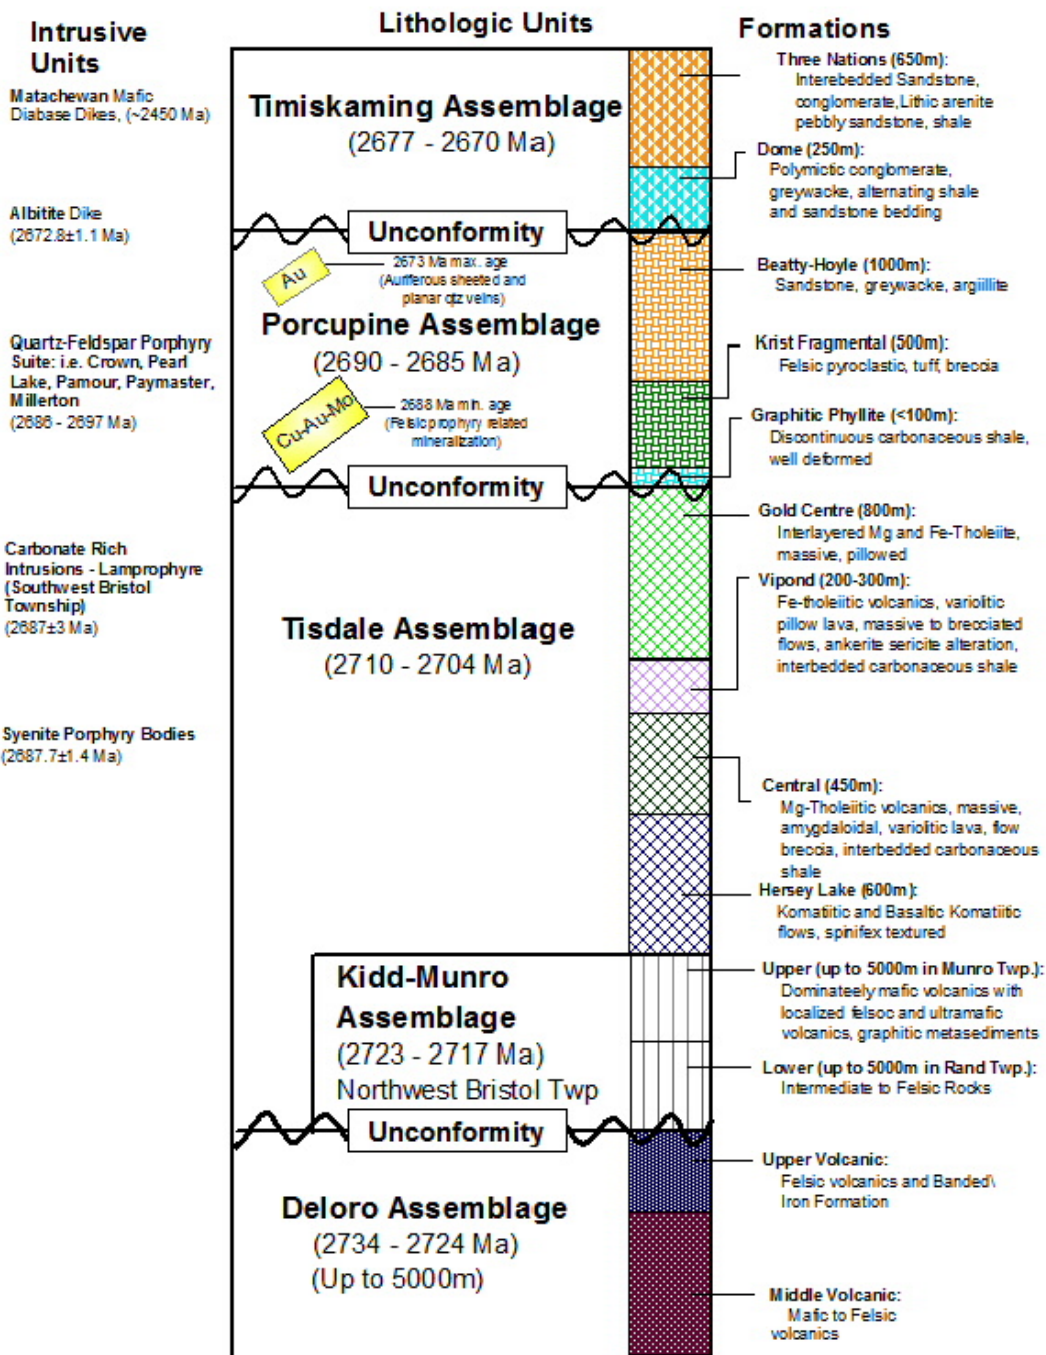 Intrusive
Units
Matachewan Mafic
Diabase Dikes, (~2450 Ma)
Albitite Dike
(2672.8±1.1 Ma)
Quartz-Feldspar Porphyry
Suite: i.e. Crown, Pearl
Lake, Pamour, Paymaster,
Millerton
(2686 - 2697 Ma)
Carbonate Rich
Intrusions - Lamprophyre
(Southwest Bristol
Township)
(2687±3 Ma)
Syenite Porphyry Bodies
(2687.7±1.4 Ma)
Lithologic Units
Timiskaming Assemblage
(2677 - 2670 Ma)
Unconformity
Au
2673 Ma max. age
(Auriferous sheeted and
planar qtz veins)
Porcupine Assemblage
(2690 - 2685 Ma)
Cu-Au-Mo
2688 Ma min. age
(Felsic prophyry related
mineralization)
Unconformity
Tisdale Assemblage
(2710 - 2704 Ma)
Kidd-Munro
Assemblage
(2723 - 2717 Ma)
Northwest Bristol Twp
Unconformity
Deloro Assemblage
(2734 - 2724 Ma)
(Up to 5000m)
Formations
Three Nations (650m):
Interebedded Sandstone,
conglomerate, Lithic arenite
pebbly sandstone, shale
Dome (250m):
Polymictic conglomerate,
greywacke, alternating shale
and sandstone bedding
Beatty-Hoyle (1000m):
Sandstone, greywacke, argiillite
Krist Fragmental (500m):
Felsic pyroclastic, tuff, breccia
Graphitic Phyllite (<100m):
Discontinuous carbonaceous shale,
well deformed
Gold Centre (800m):
Interlayered Mg and Fe-Tholeiite,
massive, pillowed
Vipond (200-300m):
Fe-tholeiitic volcanics, variolitic
pillow lava, massive to brecciated
flows, ankerite sericite alteration,
interbedded carbonaceous shale
Central (450m):
Mg-Tholeiitic volcanics, massive,
amygdaloidal, variolitic lava, flow
breccia, interbedded carbonaceous
shale
Hersey Lake (600m):
Komatiitic and Basaltic Komatiitic
flows, spinifex textured
Upper (up to 5000m in Munro Twp.):
Dominateely mafic volcanics with
localized felsoc and ultramafic
volcanics, graphitic metasediments
Lower (up to 5000m in Rand Twp.):
Intermediate to Felsic Rocks
Upper Volcanic:
Felsic volcanics and Banded\
Iron Formation
Middle Volcanic:
Mafic to Felsic
volcanics